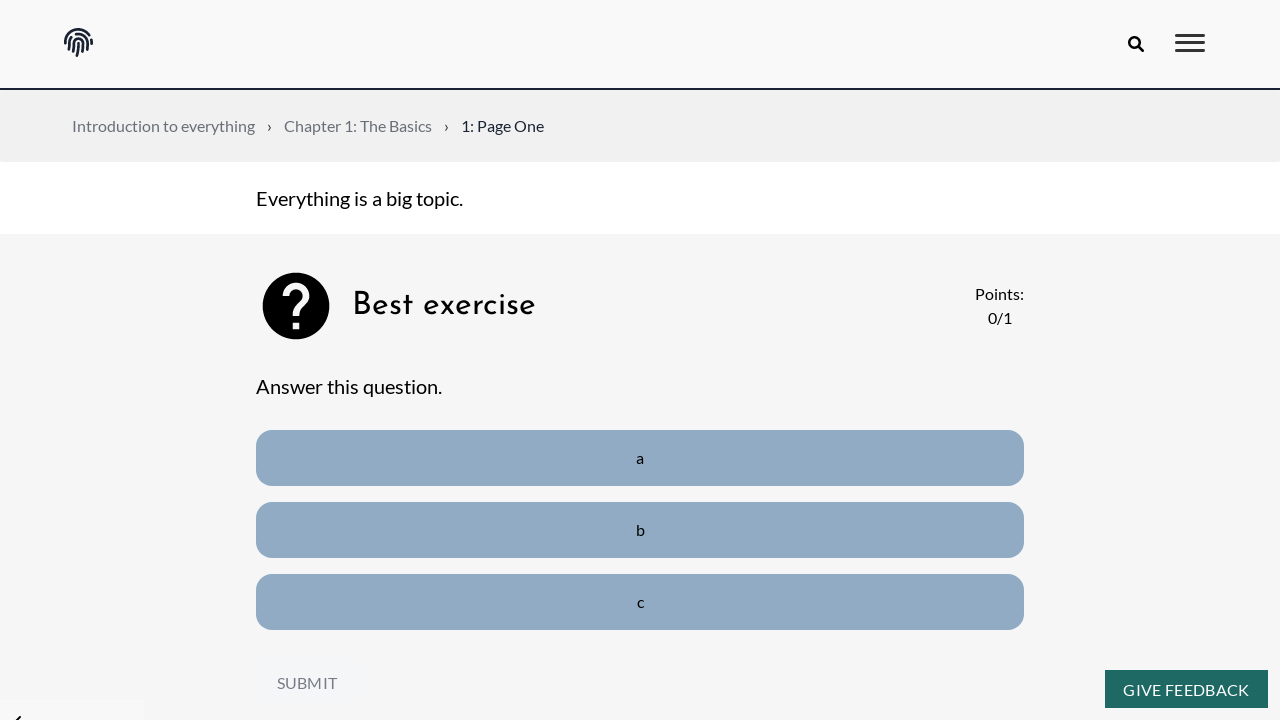 Introduction to everything › Chapter 1: The Basics › 1: Page One
Everything is a big topic.
Best exercise
Points:
0/1
Answer this question.
a
b
c
SUBMIT
GIVE FEEDBACK